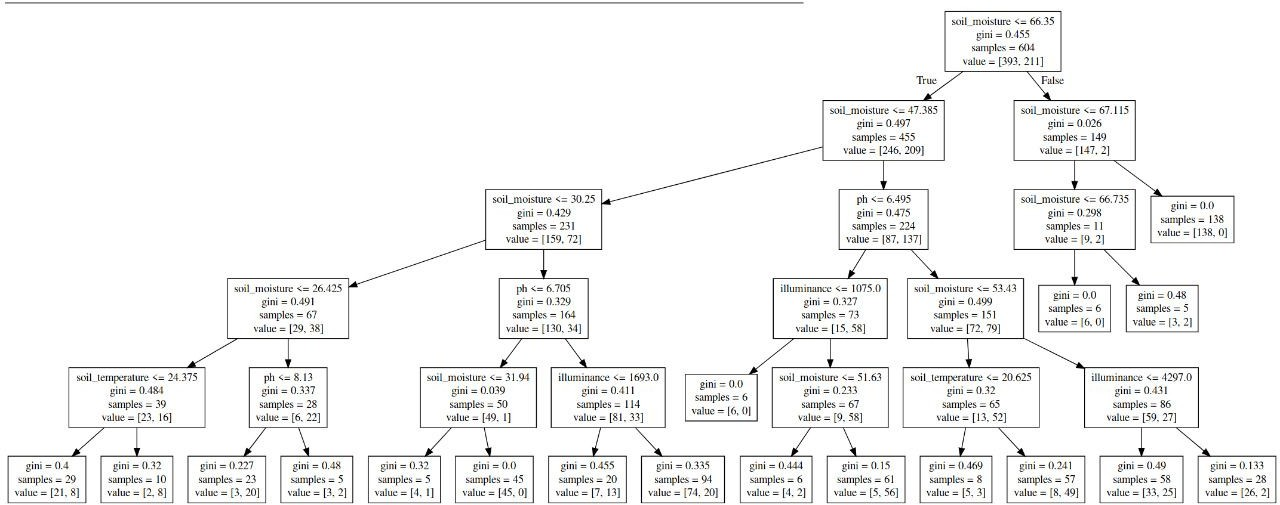 soil_moisture <= 66.35
gini = 0.455
samples = 604
value = [393, 211]
True
False
soil_moisture <= 47.385
gini = 0.497
samples = 455
value = [246, 209]
soil_moisture <= 67.115
gini = 0.026
samples = 149
value = [147, 2]
soil_moisture <= 30.25
gini = 0.429
samples = 231
value = [159, 72]
ph <= 6.495
gini = 0.475
samples = 224
value = [87, 137]
soil_moisture <= 66.735
gini = 0.298
samples = 11
value = [9, 2]
gini = 0.0
samples = 138
value = [138, 0]
soil_moisture <= 26.425
gini = 0.491
samples = 67
value = [29, 38]
ph <= 6.705
gini = 0.329
samples = 164
value = [130, 34]
illuminance <= 1075.0
gini = 0.327
samples = 73
value = [15, 58]
soil_moisture <= 53.43
gini = 0.499
samples = 151
value = [72, 79]
gini = 0.0
samples = 6
value = [6, 0]
gini = 0.48
samples = 5
value = [3, 2]
soil_temperature <= 24.375
gini = 0.484
samples = 39
value = [23, 16]
ph <= 8.13
gini = 0.337
samples = 28
value = [6, 22]
soil_moisture <= 31.94
gini = 0.039
samples = 50
value = [49, 1]
illuminance <= 1693.0
gini = 0.411
samples = 114
value = [81, 33]
gini = 0.0
samples = 6
value = [6, 0]
soil_moisture <= 51.63
gini = 0.233
samples = 67
value = [9, 58]
soil_temperature <= 20.625
gini = 0.32
samples = 65
value = [13, 52]
illuminance <= 4297.0
gini = 0.431
samples = 86
value = [59, 27]
gini = 0.4
samples = 29
value = [21, 8]
gini = 0.32
samples = 10
value = [2, 8]
gini = 0.227
samples = 23
value = [3, 20]
gini = 0.48
samples = 5
value = [3, 2]
gini = 0.32
samples = 5
value = [4, 1]
gini = 0.0
samples = 45
value = [45, 0]
gini = 0.455
samples = 20
value = [7, 13]
gini = 0.335
samples = 94
value = [74, 20]
gini = 0.444
samples = 6
value = [4, 2]
gini = 0.15
samples = 61
value = [5, 56]
gini = 0.469
samples = 8
value = [5, 3]
gini = 0.241
samples = 57
value = [8, 49]
gini = 0.49
samples = 58
value = [33, 25]
gini = 0.133
samples = 28
value = [26, 2]